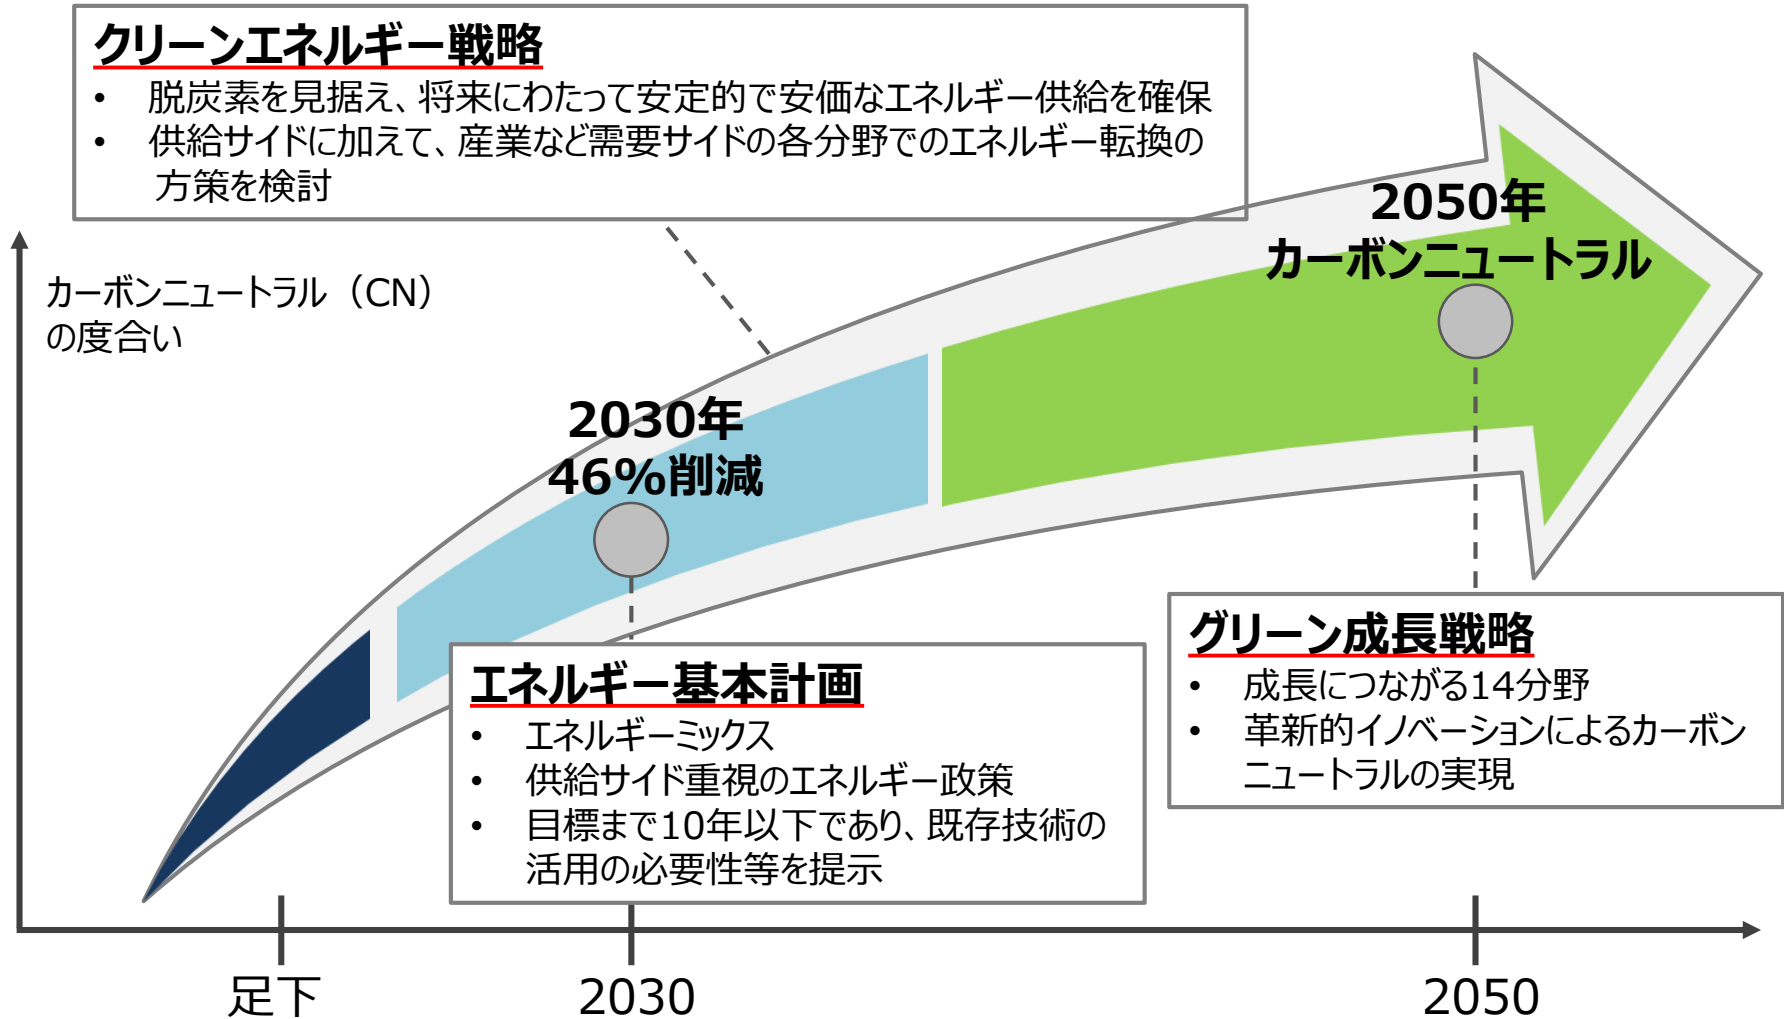 クリーンエネルギー戦略
• 脱炭素を見据え、将来にわたって安定的で安価なエネルギー供給を確保
• 供給サイドに加えて、産業など需要サイドの各分野でのエネルギー転換の
方策を検討
カーボンニュートラル（CN）
の度合い
2050年
カーボンニュートラル
2030年
46%削減
エネルギー基本計画
• エネルギーミックス
• 供給サイド重視のエネルギー政策
• 目標まで10年以下であり、既存技術の
活用の必要性等を提示
グリーン成長戦略
• 成長につながる14分野
• 革新的イノベーションによるカーボン
ニュートラルの実現
足下
2030
2050